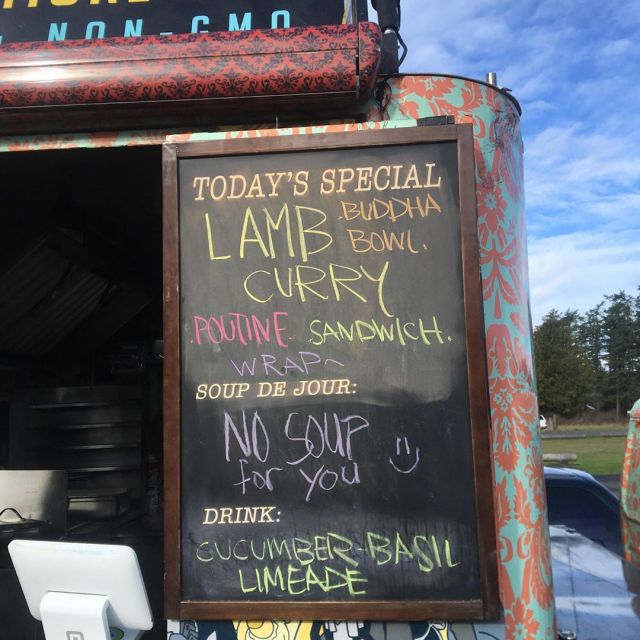 NON-GMO
TODAY'S SPECIAL
LAMB BUDDHA
BOWL.
CURRY
.POUTINE SANDWICH.
WRAP~
SOUP DE JOUR:
NO SOUP
for you =)
DRINK:
CUCUMBER-BASIL
LIMEADE